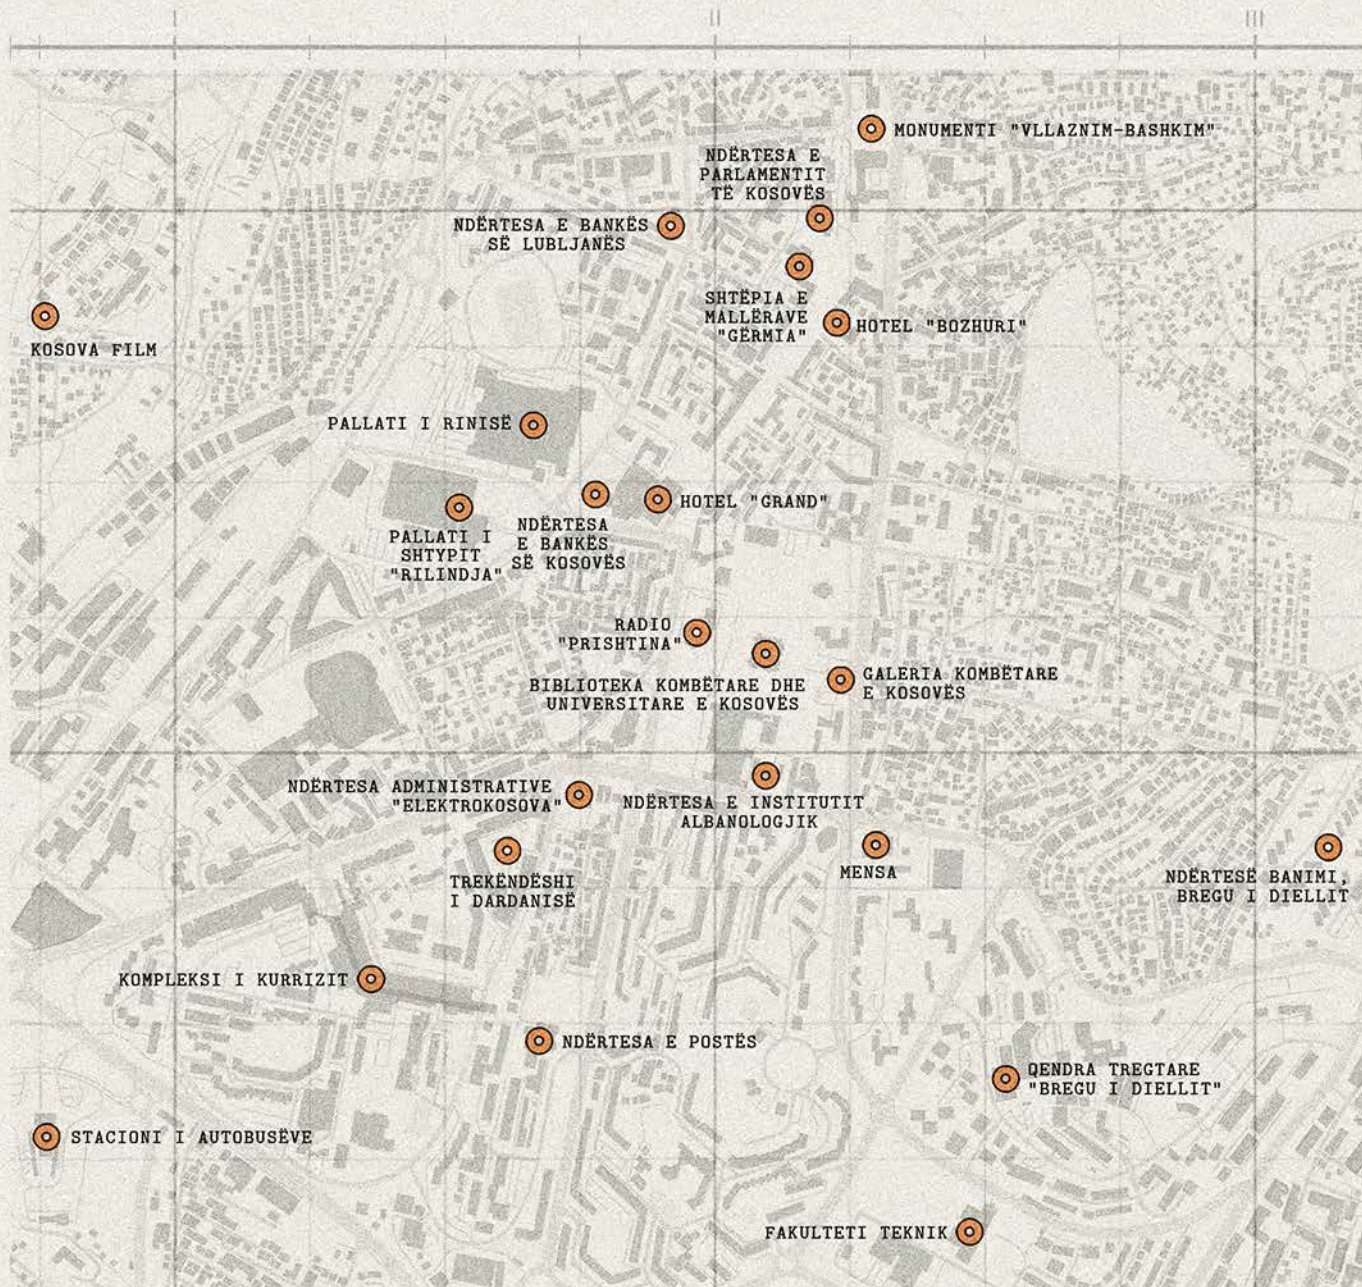 I
II
III
MONUMENTI "VLLAZNIM-BASHKIM"
NDËRTESA E
PARLAMENTIT
TË KOSOVËS
NDËRTESA E BANKËS
SË LUBLJANËS
SHTËPIA E
MALLËRAVE
"GËRMIA"
HOTEL "BOZHURI"
KOSOVA FILM
PALLATI I RINISË
HOTEL "GRAND"
PALLATI I
SHTYPIT
"RILINDJA"
NDËRTESA
E BANKËS
SË KOSOVËS
RADIO
"PRISHTINA"
BIBLIOTEKA KOMBËTARE DHE
UNIVERSITARE E KOSOVËS
GALERIA KOMBËTARE
E KOSOVËS
NDËRTESA ADMINISTRATIVE
"ELEKTROKOSOVA"
NDËRTESA E INSTITUTIT
ALBANOLOGJIK
TREKËNDËSHI
I DARDANISË
MENSA
NDËRTESË BANIMI,
BREGU I DIELLIT
KOMPLEKSI I KURRIZIT
NDËRTESA E POSTËS
QENDRA TREGTARE
"BREGU I DIELLIT"
STACIONI I AUTOBUSËVE
FAKULTETI TEKNIK